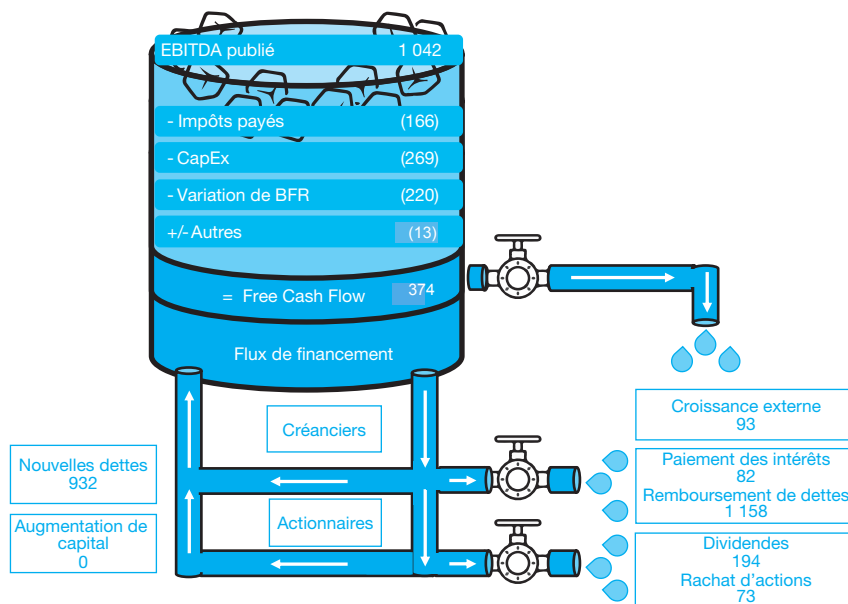 EBITDA publié 1 042
- Impôts payés (166)
- CapEx (269)
- Variation de BFR (220)
+/- Autres (13)
= Free Cash Flow 374
Flux de financement
Créanciers
Actionnaires
Nouvelles dettes
932
Augmentation de
capital
0
Croissance externe
93
Paiement des intérêts
82
Remboursement de dettes
1 158
Dividendes
194
Rachat d'actions
73